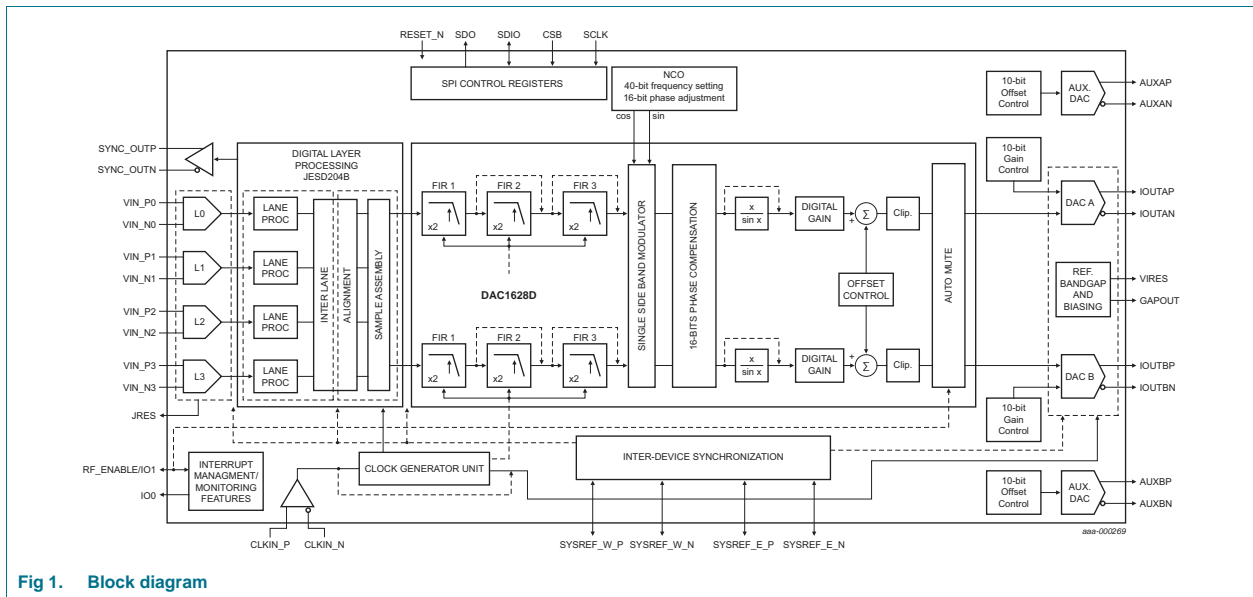 RESET_N
SDO
SDIO
CSB
SCLK
SPI CONTROL REGISTERS
NCO
40-bit frequency setting
16-bit phase adjustment
cos
sin
10-bit
Offset
Control
AUX.
DAC
AUXAP
AUXAN
SYNC_OUTP
SYNC_OUTN
DIGITAL LAYER
PROCESSING
JESD204B
10-bit
Gain
Control
VIN_P0
VIN_N0
L0
LANE
PROC
VIN_P1
VIN_N1
L1
LANE
PROC
VIN_P2
VIN_N2
L2
LANE
PROC
VIN_P3
VIN_N3
L3
LANE
PROC
INTER LANE
ALIGNMENT
SAMPLE ASSEMBLY
FIR 1
x2
FIR 2
x2
FIR 3
x2
DAC1628D
FIR 1
x2
FIR 2
x2
FIR 3
x2
SINGLE SIDE BAND MODULATOR
16-BITS PHASE COMPENSATION
x
sin x
DIGITAL
GAIN
+
Σ
Clip.
OFFSET
CONTROL
x
sin x
DIGITAL
GAIN
+
Σ
Clip.
AUTO MUTE
DAC A
IOUTAP
IOUTAN
REF.
BANDGAP
AND
BIASING
VIRES
GAPOUT
DAC B
IOUTBP
IOUTBN
10-bit
Gain
Control
JRES
RF_ENABLE/IO1
IO0
INTERRUPT
MANAGMENT/
MONITORING
FEATURES
CLOCK GENERATOR UNIT
INTER-DEVICE SYNCHRONIZATION
10-bit
Offset
Control
AUX.
DAC
AUXBP
AUXBN
CLKIN_P
CLKIN_N
SYSREF_W_P
SYSREF_W_N
SYSREF_E_P
SYSREF_E_N
aaa-000269
Fig 1. Block diagram